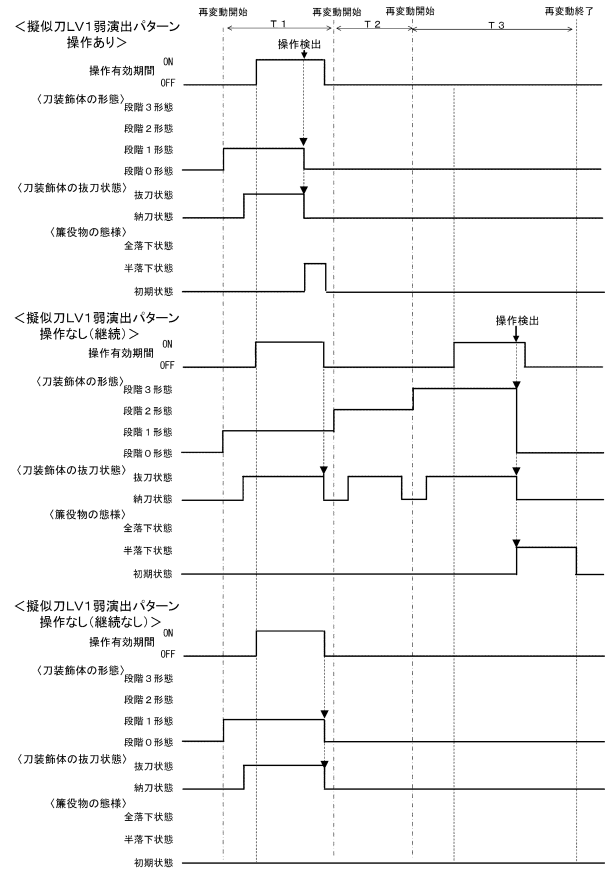 再変動開始 再変動開始 再変動開始 再変動終了
T1 T2 T3
＜擬似刀LV1弱演出パターン
操作あり＞
操作検出
操作有効期間 ON
OFF
〈刀装飾体の形態〉
段階3形態
段階2形態
段階1形態
段階0形態
〈刀装飾体の抜刀状態〉
抜刀状態
納刀状態
〈簾役物の態様〉
全落下状態
半落下状態
初期状態
＜擬似刀LV1弱演出パターン
操作なし(継続)＞
操作検出
操作有効期間 ON
OFF
〈刀装飾体の形態〉
段階3形態
段階2形態
段階1形態
段階0形態
〈刀装飾体の抜刀状態〉
抜刀状態
納刀状態
〈簾役物の態様〉
全落下状態
半落下状態
初期状態
＜擬似刀LV1弱演出パターン
操作なし(継続なし)＞
操作有効期間 ON
OFF
〈刀装飾体の形態〉
段階3形態
段階2形態
段階1形態
段階0形態
〈刀装飾体の抜刀状態〉
抜刀状態
納刀状態
〈簾役物の態様〉
全落下状態
半落下状態
初期状態